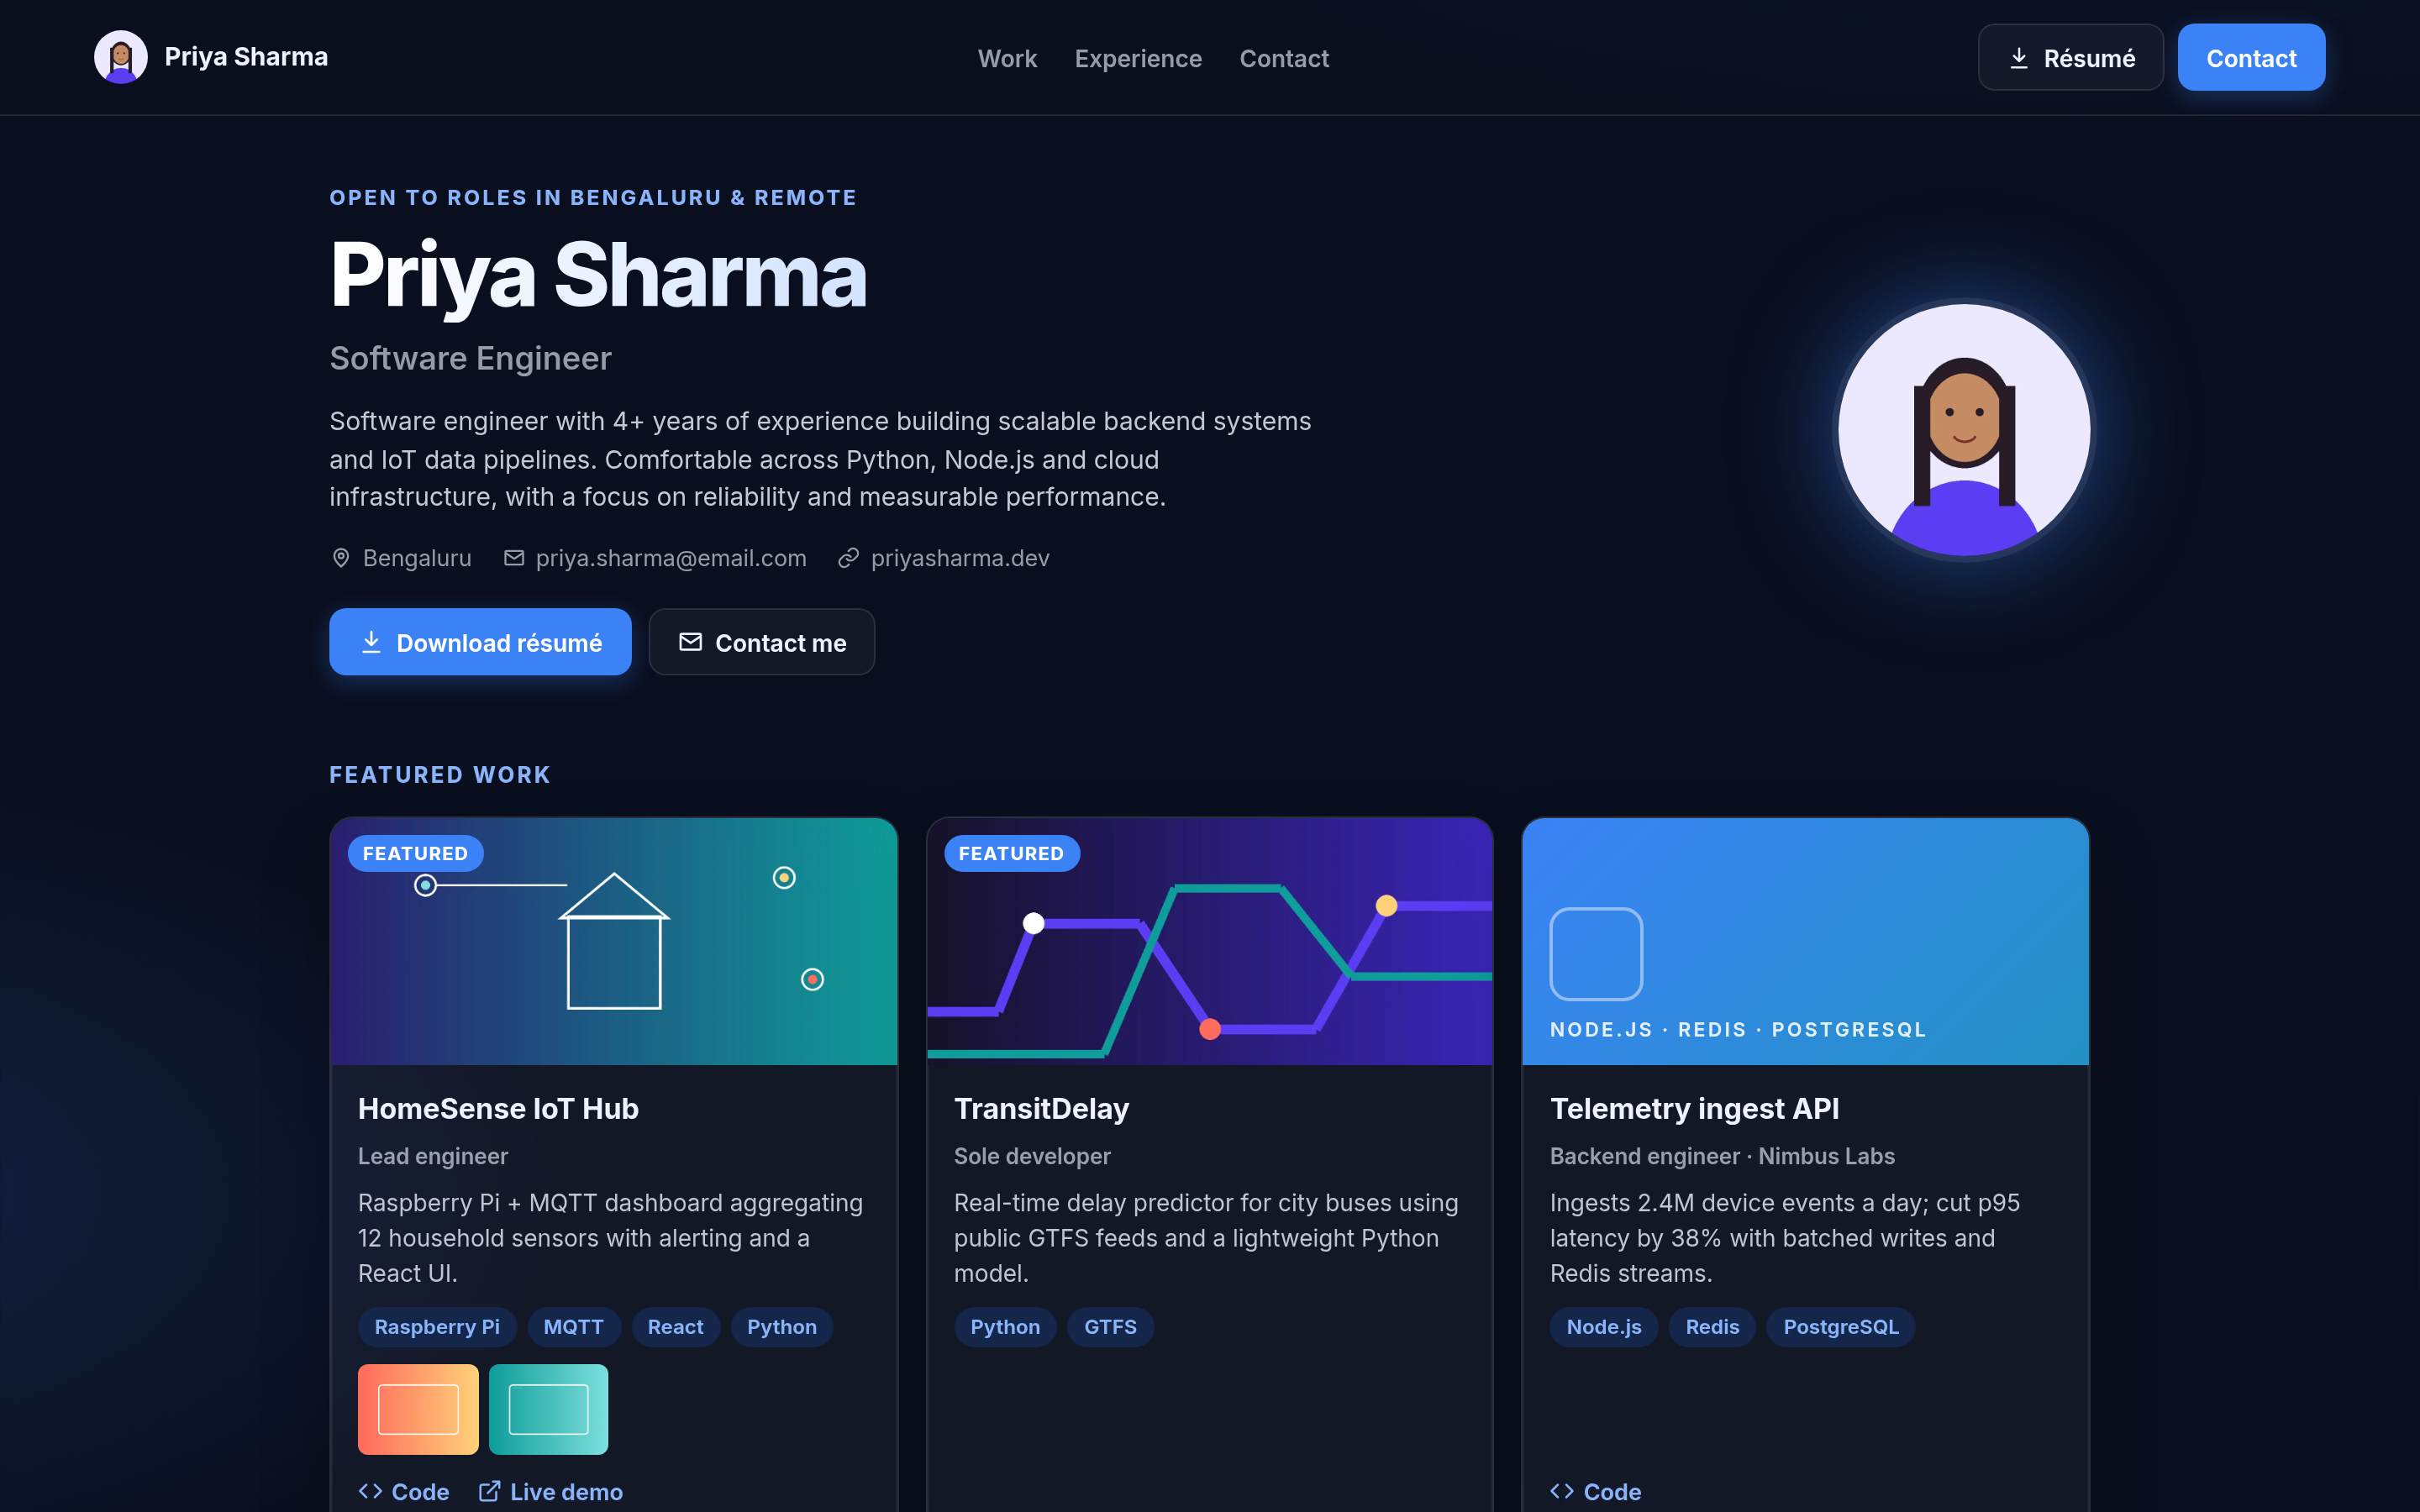 Priya Sharma
Work
Experience
Contact
Résumé
Contact
OPEN TO ROLES IN BENGALURU & REMOTE
Priya Sharma
Software Engineer
Software engineer with 4+ years of experience building scalable backend systems
and IoT data pipelines. Comfortable across Python, Node.js and cloud
infrastructure, with a focus on reliability and measurable performance.
Bengaluru
priya.sharma@email.com
priyasharma.dev
Download résumé
Contact me
FEATURED WORK
FEATURED
HomeSense IoT Hub
Lead engineer
Raspberry Pi + MQTT dashboard aggregating
12 household sensors with alerting and a
React UI.
Raspberry Pi
MQTT
React
Python
Code
Live demo
FEATURED
TransitDelay
Sole developer
Real-time delay predictor for city buses using
public GTFS feeds and a lightweight Python
model.
Python
GTFS
NODE.JS · REDIS · POSTGRESQL
Telemetry ingest API
Backend engineer · Nimbus Labs
Ingests 2.4M device events a day; cut p95
latency by 38% with batched writes and
Redis streams.
Node.js
Redis
PostgreSQL
Code